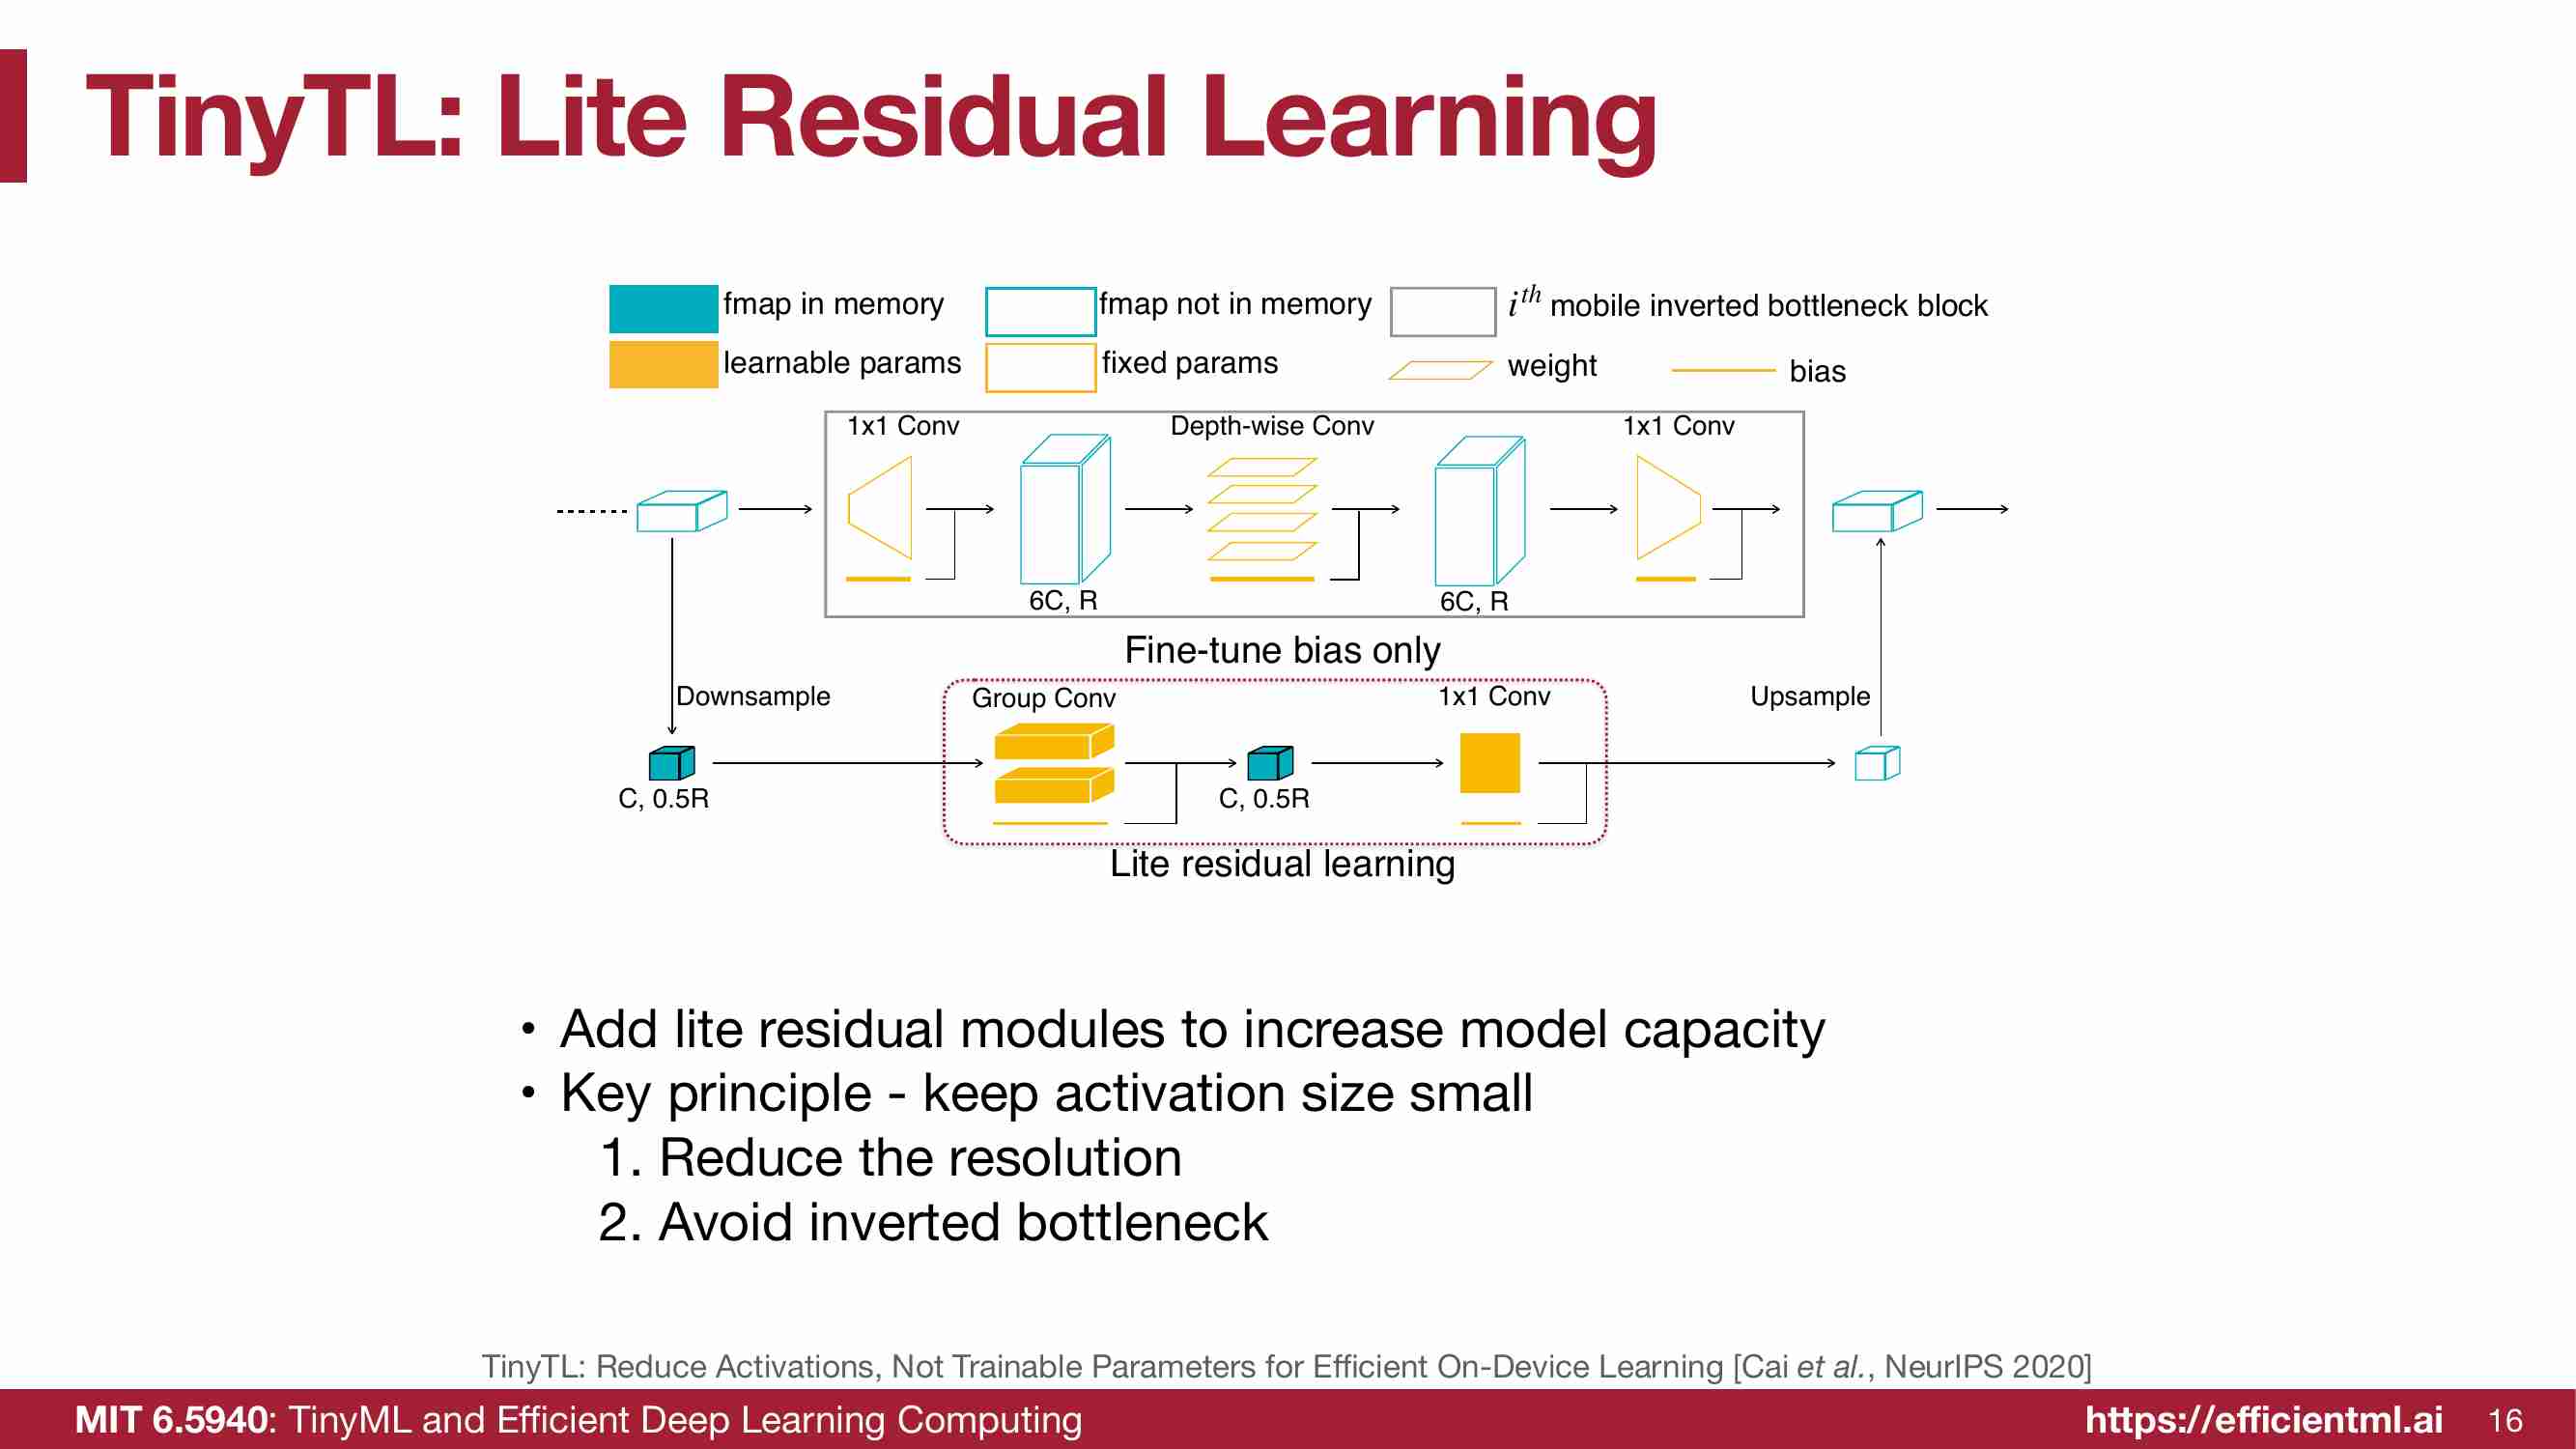 TinyTL: Lite Residual Learning
fmap in memory
fmap not in memory
i^th mobile inverted bottleneck block
learnable params
fixed params
weight
bias
1x1 Conv
Depth-wise Conv
1x1 Conv
6C, R
6C, R
Fine-tune bias only
Downsample
Group Conv
1x1 Conv
Upsample
C, 0.5R
C, 0.5R
Lite residual learning
• Add lite residual modules to increase model capacity
• Key principle - keep activation size small
1. Reduce the resolution
2. Avoid inverted bottleneck
TinyTL: Reduce Activations, Not Trainable Parameters for Efficient On-Device Learning [Cai et al., NeurIPS 2020]
MIT 6.5940: TinyML and Efficient Deep Learning Computing
https://efficientml.ai
16